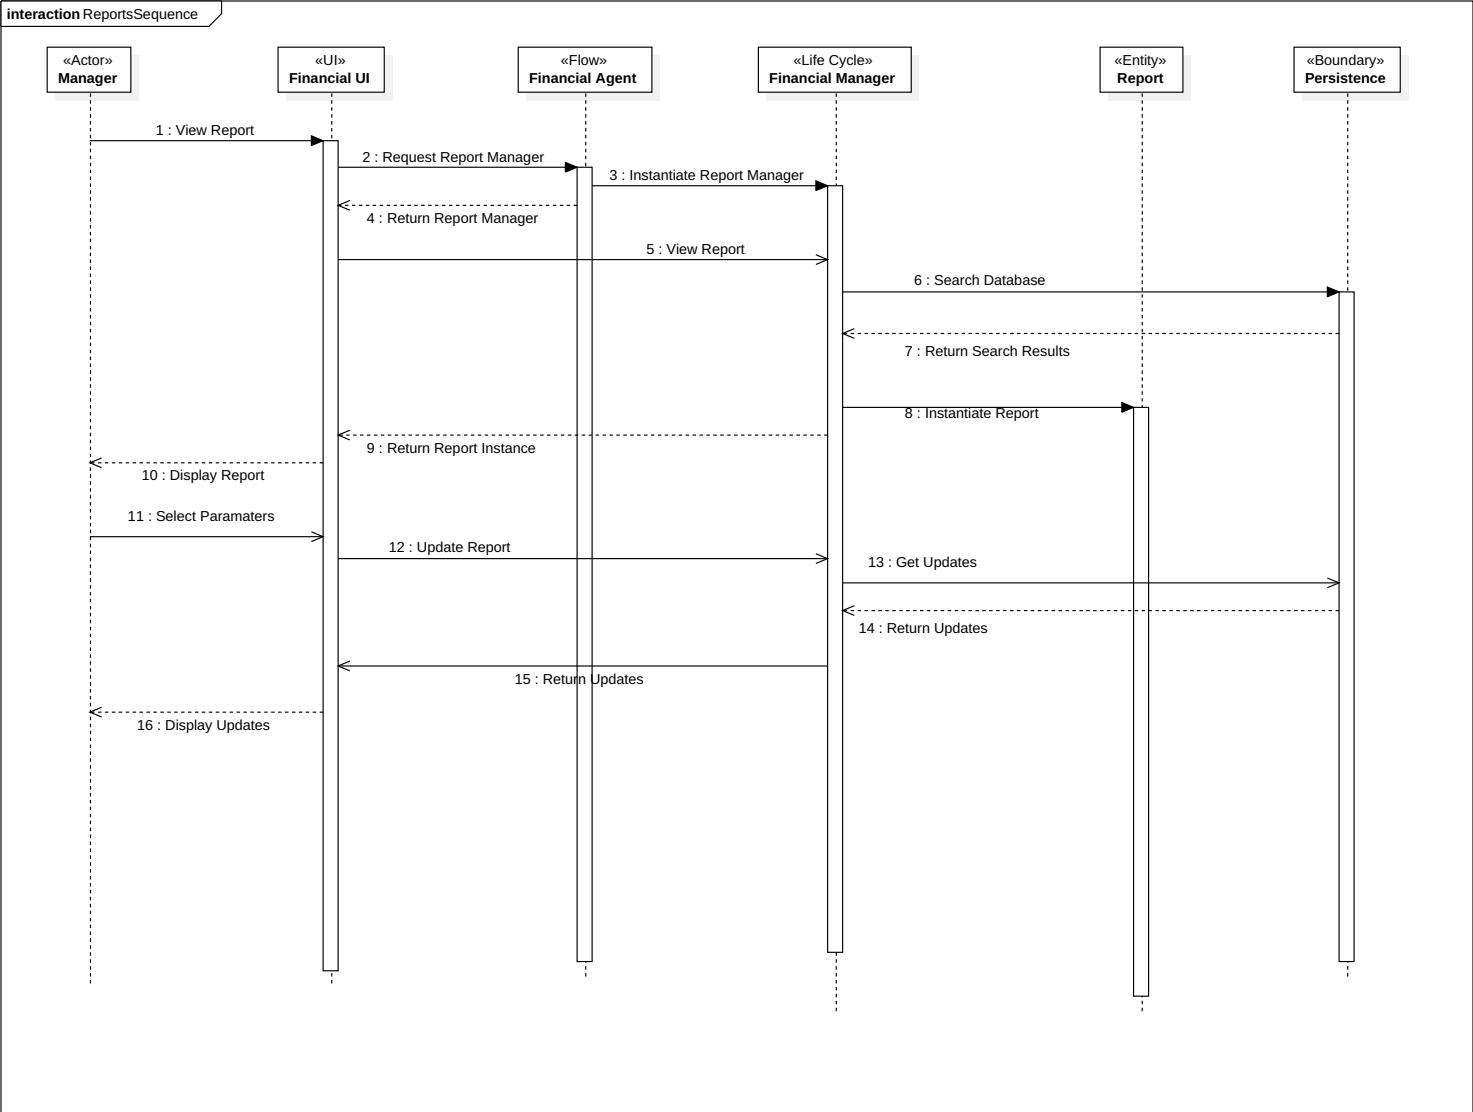 interaction ReportsSequence
«Actor»
Manager
«UI»
Financial UI
«Flow»
Financial Agent
«Life Cycle»
Financial Manager
«Entity»
Report
«Boundary»
Persistence
1 : View Report
2 : Request Report Manager
3 : Instantiate Report Manager
4 : Return Report Manager
5 : View Report
6 : Search Database
7 : Return Search Results
8 : Instantiate Report
9 : Return Report Instance
10 : Display Report
11 : Select Paramaters
12 : Update Report
13 : Get Updates
14 : Return Updates
15 : Return Updates
16 : Display Updates